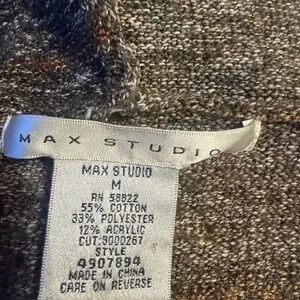 MAX STUDIO
MAX STUDIO
M
RN 58822
55% COTTON
33% POLYESTER
12% ACRYLIC
CUT:9000267
STYLE
4907894
MADE IN CHINA
CARE ON REVERSE